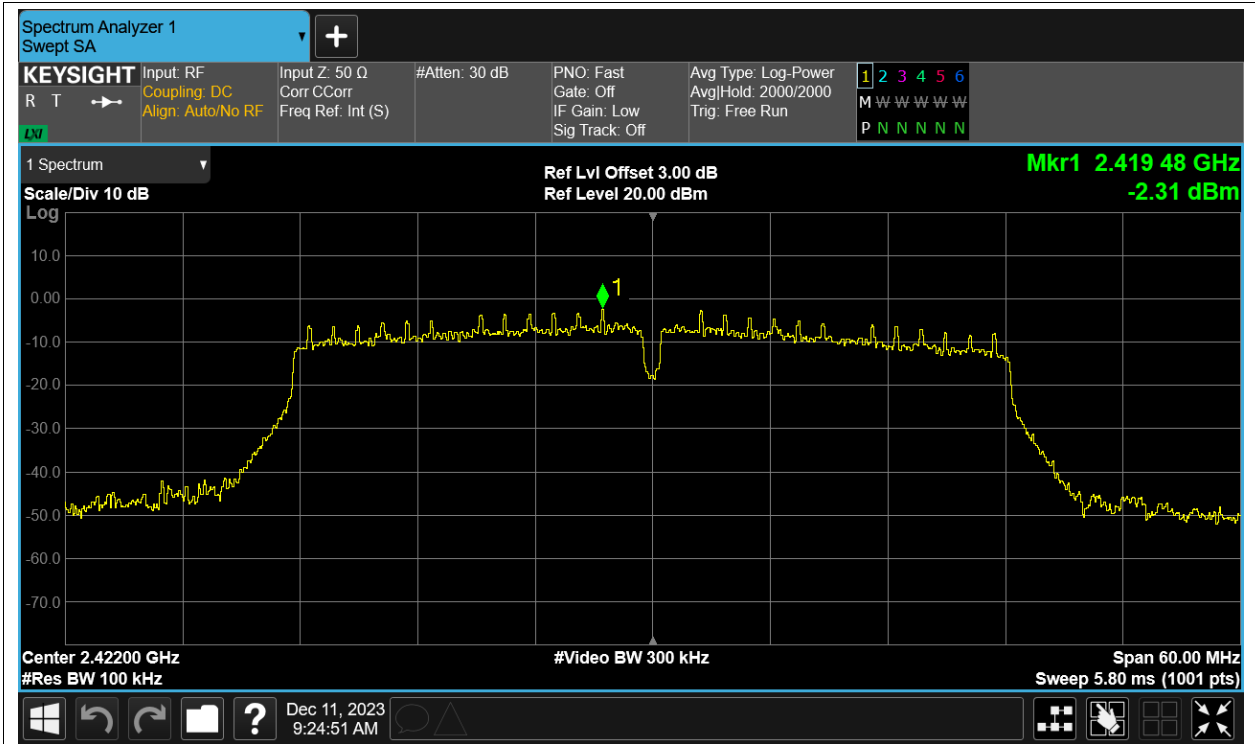 Spectrum Analyzer 1
Swept SA
KEYSIGHT
R T
LXI
Input: RF
Coupling: DC
Align: Auto/No RF
Input Z: 50 Ω
Corr CCorr
Freq Ref: Int (S)
#Atten: 30 dB
PNO: Fast
Gate: Off
IF Gain: Low
Sig Track: Off
Avg Type: Log-Power
Avg|Hold: 2000/2000
Trig: Free Run
1 2 3 4 5 6
M W W W W W
P N N N N N
1 Spectrum
Scale/Div 10 dB
Log
Ref Lvl Offset 3.00 dB
Ref Level 20.00 dBm
Mkr1 2.419 48 GHz
-2.31 dBm
1
10.0
0.00
-10.0
-20.0
-30.0
-40.0
-50.0
-60.0
-70.0
Center 2.42200 GHz
#Res BW 100 kHz
#Video BW 300 kHz
Span 60.00 MHz
Sweep 5.80 ms (1001 pts)
Dec 11, 2023
9:24:51 AM